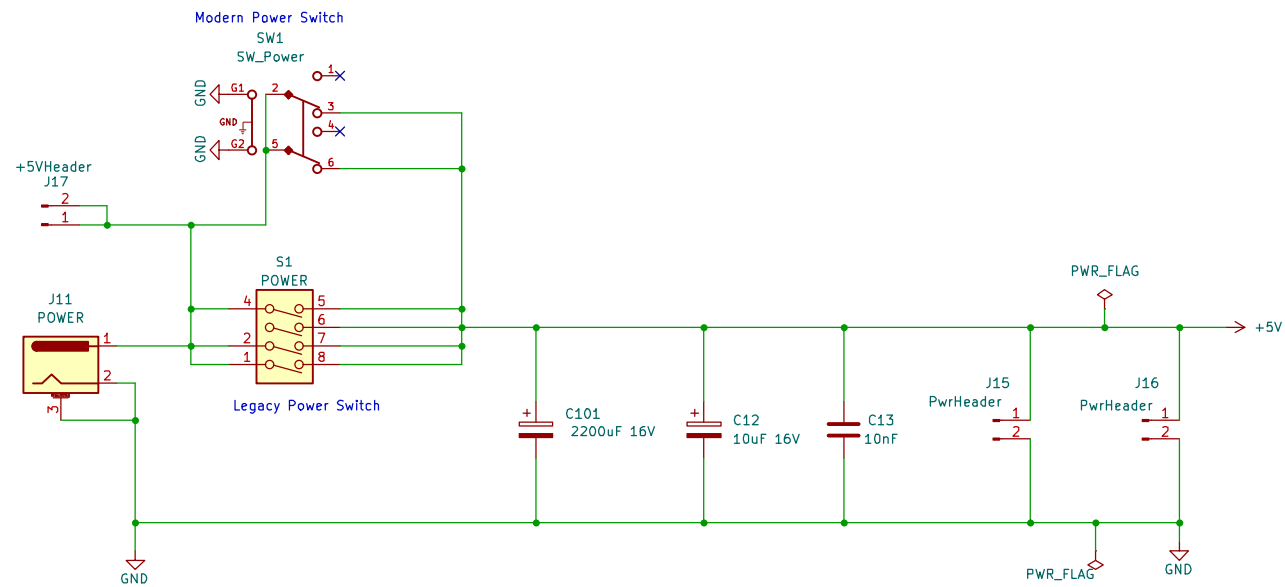 Modern Power Switch
SW1
SW_Power
1
GND
G1
2
3
GND
4
GND
G2
5
6
+5VHeader
J17
2
1
S1
POWER
4
5
6
2
7
1
8
Legacy Power Switch
J11
POWER
1
2
3
PWR_FLAG
+5V
C101
2200uF 16V
C12
10uF 16V
C13
10nF
J15
PwrHeader
1
2
J16
PwrHeader
1
2
GND
PWR_FLAG
GND